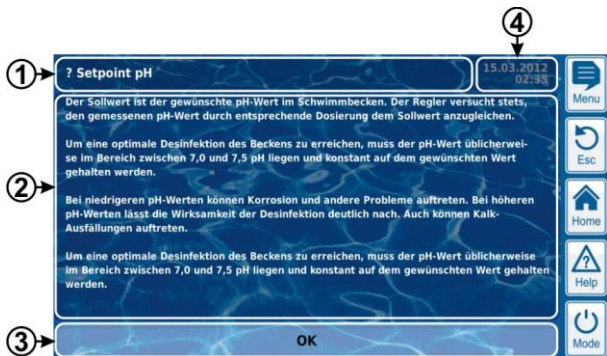 4
1
? Setpoint pH
15.03.2012
02:35
Menu
2
Der Sollwert ist der gewünschte pH-Wert im Schwimmbecken. Der Regler versucht stets,
den gemessenen pH-Wert durch entsprechende Dosierung dem Sollwert anzugleichen.
Um eine optimale Desinfektion des Beckens zu erreichen, muss der pH-Wert üblicherwei-
se im Bereich zwischen 7,0 und 7,5 pH liegen und konstant auf dem gewünschten Wert
gehalten werden.
Bei niedrigeren pH-Werten können Korrosion und andere Probleme auftreten. Bei höheren
pH-Werten lässt die Wirksamkeit der Desinfektion deutlich nach. Auch können Kalk-
Ausfällungen auftreten.
Um eine optimale Desinfektion des Beckens zu erreichen, muss der pH-Wert üblicherweise
im Bereich zwischen 7,0 und 7,5 pH liegen und konstant auf dem gewünschten Wert gehalten
werden.
Esc
Home
?
Help
3
OK
Mode